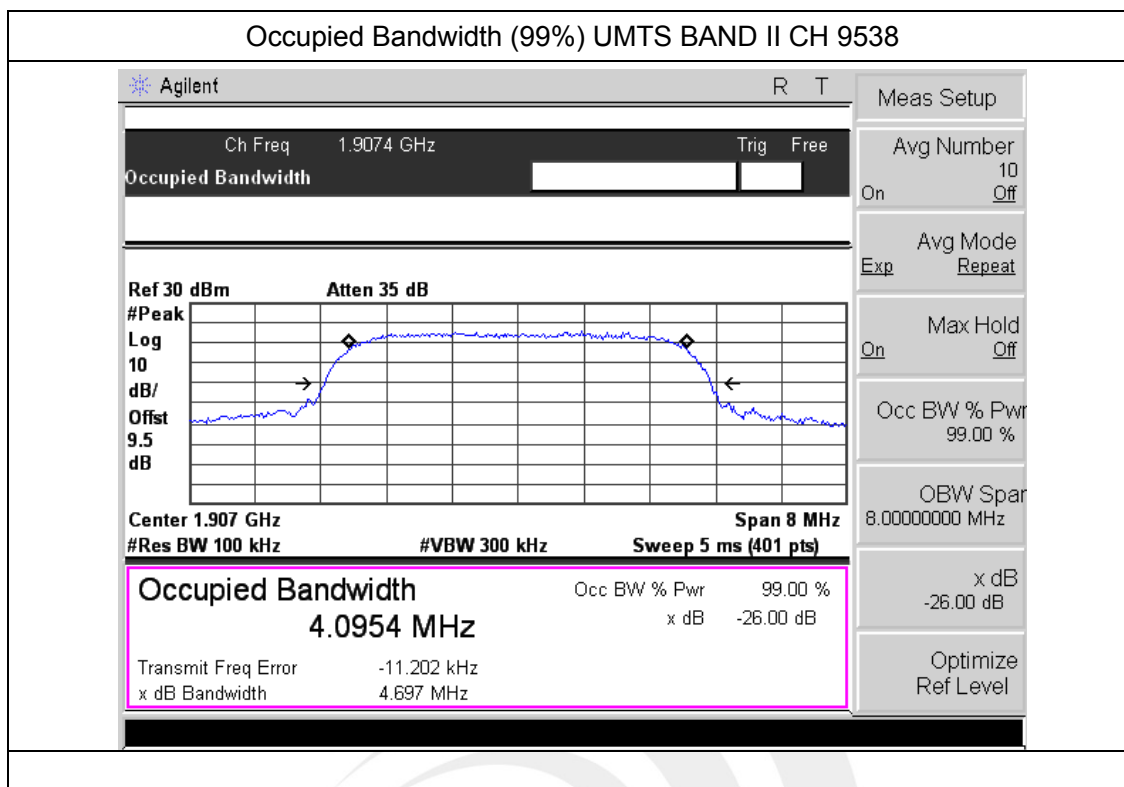 Occupied Bandwidth (99%) UMTS BAND II CH 9538
Agilent R T
Ch Freq 1.9074 GHz Trig Free
Occupied Bandwidth
Ref 30 dBm Atten 35 dB
#Peak
Log
10
dB/
Offst
9.5
dB
Center 1.907 GHz Span 8 MHz
#Res BW 100 kHz #VBW 300 kHz Sweep 5 ms (401 pts)
Occupied Bandwidth
4.0954 MHz
Occ BW % Pwr 99.00 %
x dB -26.00 dB
Transmit Freq Error -11.202 kHz
x dB Bandwidth 4.697 MHz
Meas Setup
Avg Number
10
On Off
Avg Mode
Exp Repeat
Max Hold
On Off
Occ BW % Pwr
99.00 %
OBW Span
8.00000000 MHz
x dB
-26.00 dB
Optimize
Ref Level